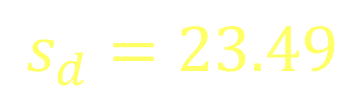 s_d = 23.49